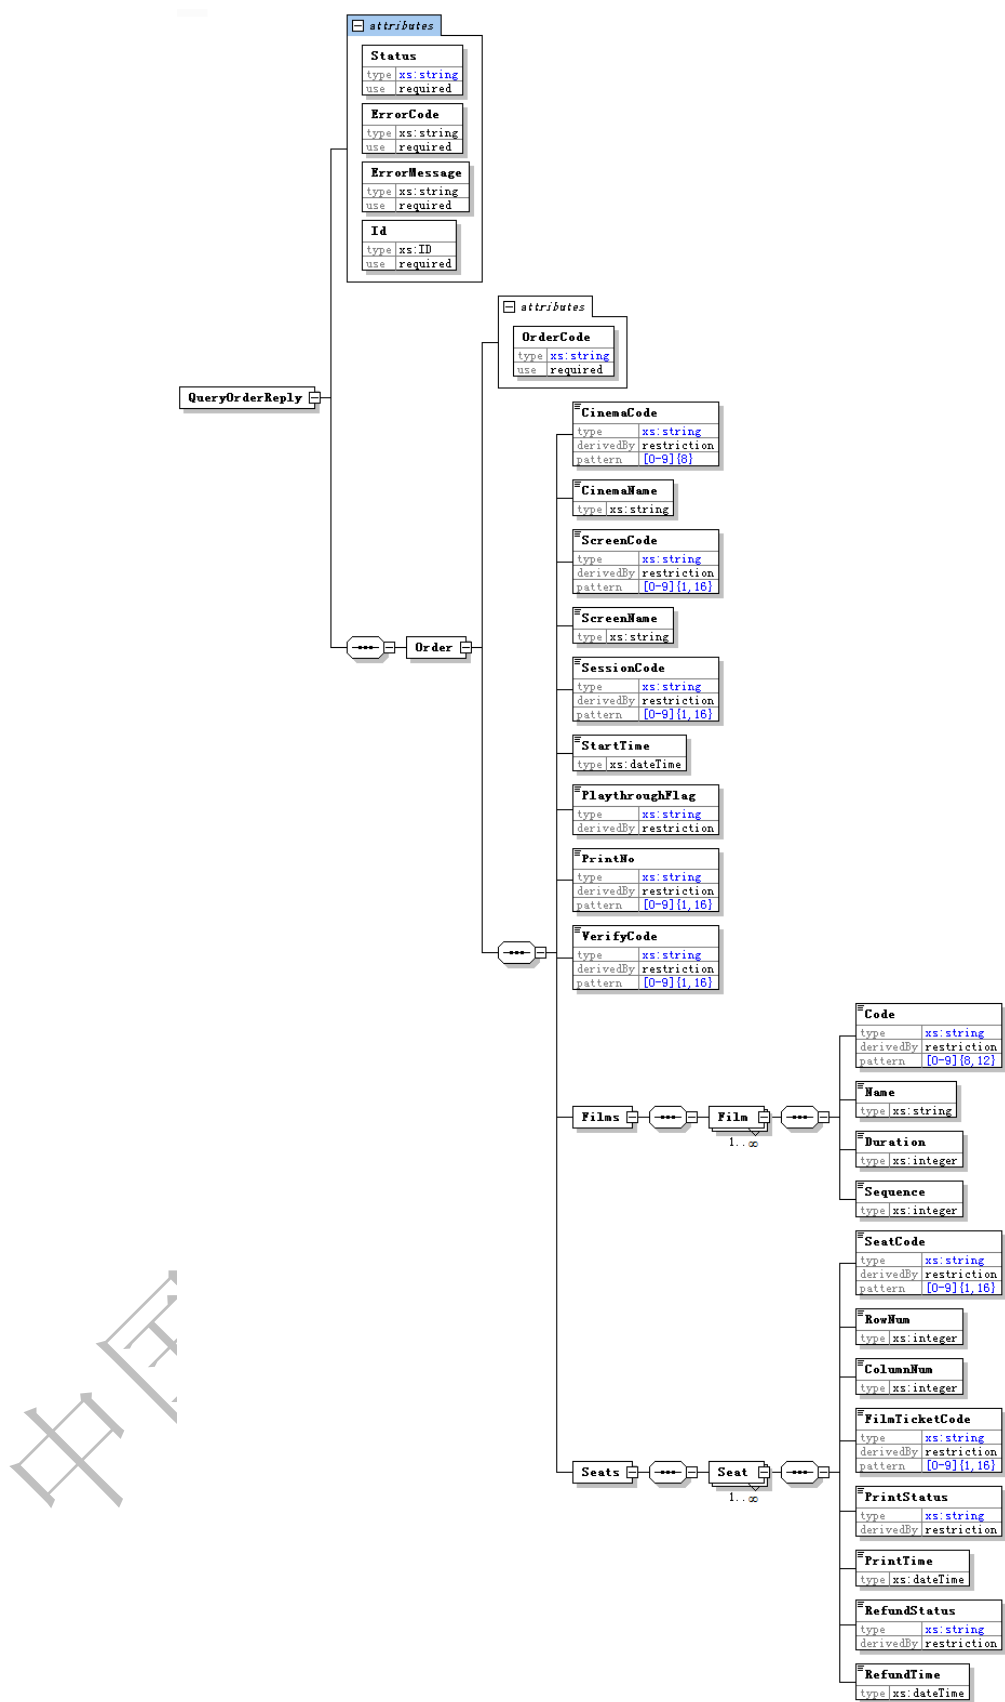 attributes
Status
type xs:string
use required
ErrorCode
type xs:string
use required
ErrorMessage
type xs:string
use required
Id
type xs:ID
use required
attributes
OrderCode
type xs:string
use required
QueryOrderReply
Order
CinemaCode
type xs:string
derivedBy restriction
pattern [0-9]{8}
CinemaName
type xs:string
ScreenCode
type xs:string
derivedBy restriction
pattern [0-9]{1,16}
ScreenName
type xs:string
SessionCode
type xs:string
derivedBy restriction
pattern [0-9]{1,16}
StartTime
type xs:dateTime
PlaythroughFlag
type xs:string
derivedBy restriction
PrintNo
type xs:string
derivedBy restriction
pattern [0-9]{1,16}
VerifyCode
type xs:string
derivedBy restriction
pattern [0-9]{1,16}
Films
Film
1..∞
Code
type xs:string
derivedBy restriction
pattern [0-9]{8,12}
Name
type xs:string
Duration
type xs:integer
Sequence
type xs:integer
Seats
Seat
1..∞
SeatCode
type xs:string
derivedBy restriction
pattern [0-9]{1,16}
RowNum
type xs:integer
ColumnNum
type xs:integer
FilmTicketCode
type xs:string
derivedBy restriction
pattern [0-9]{1,16}
PrintStatus
type xs:string
derivedBy restriction
PrintTime
type xs:dateTime
RefundStatus
type xs:string
derivedBy restriction
RefundTime
type xs:dateTime
中